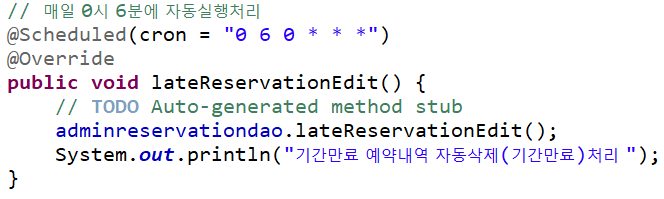 // 매일 0시 6분에 자동실행처리
@Scheduled(cron = "0 6 0 * * *")
@Override
public void lateReservationEdit() {
    // TODO Auto-generated method stub
    adminreservationdao.lateReservationEdit();
    System.out.println("기간만료 예약내역 자동삭제(기간만료)처리 ");
}